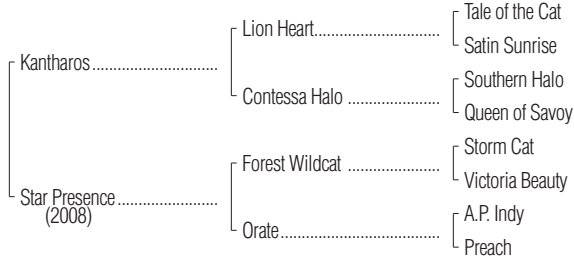 Tale of the Cat
Lion Heart
Satin Sunrise
Kantharos
Southern Halo
Contessa Halo
Queen of Savoy
Storm Cat
Forest Wildcat
Victoria Beauty
Star Presence
(2008)
A.P. Indy
Orate
Preach